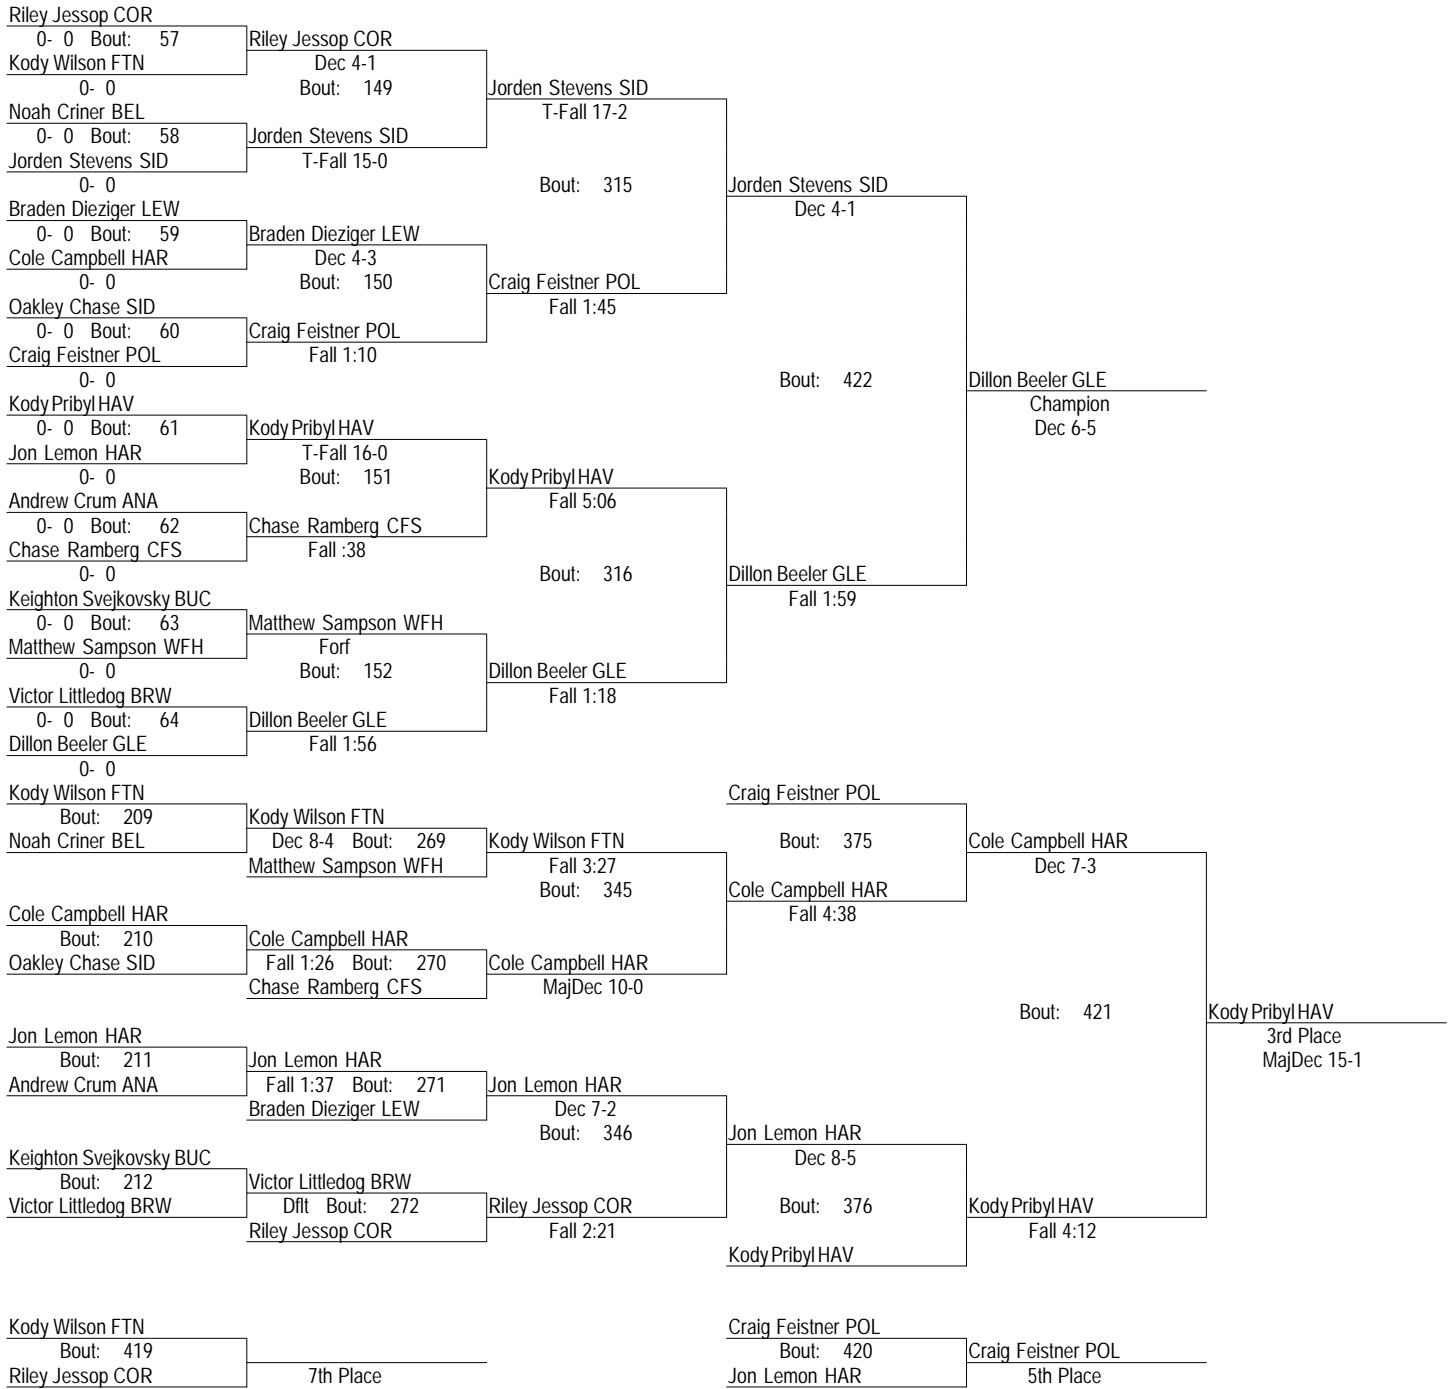 Riley Jessop COR
0- 0 Bout: 57
Riley Jessop COR
Kody Wilson FTN
Dec 4-1
0- 0
Bout: 149
Jorden Stevens SID
Noah Criner BEL
T-Fall 17-2
0- 0 Bout: 58
Jorden Stevens SID
Jorden Stevens SID
T-Fall 15-0
0- 0
Bout: 315
Jorden Stevens SID
Braden Dieziger LEW
Dec 4-1
0- 0 Bout: 59
Braden Dieziger LEW
Cole Campbell HAR
Dec 4-3
0- 0
Bout: 150
Craig Feistner POL
Oakley Chase SID
Fall 1:45
0- 0 Bout: 60
Craig Feistner POL
Craig Feistner POL
Fall 1:10
0- 0
Bout: 422
Dillon Beeler GLE
Kody Pribyl HAV
Champion
0- 0 Bout: 61
Kody Pribyl HAV
Dec 6-5
Jon Lemon HAR
T-Fall 16-0
0- 0
Bout: 151
Kody Pribyl HAV
Andrew Crum ANA
Fall 5:06
0- 0 Bout: 62
Chase Ramberg CFS
Chase Ramberg CFS
Fall :38
0- 0
Bout: 316
Dillon Beeler GLE
Keighton Svejkovsky BUC
Fall 1:59
0- 0 Bout: 63
Matthew Sampson WFH
Matthew Sampson WFH
Forf
0- 0
Bout: 152
Dillon Beeler GLE
Victor Littledog BRW
Fall 1:18
0- 0 Bout: 64
Dillon Beeler GLE
Dillon Beeler GLE
Fall 1:56
0- 0
Kody Wilson FTN
Craig Feistner POL
Bout: 209
Kody Wilson FTN
Noah Criner BEL
Dec 8-4 Bout: 269
Kody Wilson FTN
Bout: 375
Cole Campbell HAR
Matthew Sampson WFH
Fall 3:27
Dec 7-3
Bout: 345
Cole Campbell HAR
Cole Campbell HAR
Fall 4:38
Bout: 210
Cole Campbell HAR
Oakley Chase SID
Fall 1:26 Bout: 270
Cole Campbell HAR
Chase Ramberg CFS
MajDec 10-0
Bout: 421
Kody Pribyl HAV
Jon Lemon HAR
3rd Place
Bout: 211
Jon Lemon HAR
MajDec 15-1
Andrew Crum ANA
Fall 1:37 Bout: 271
Jon Lemon HAR
Braden Dieziger LEW
Dec 7-2
Bout: 346
Jon Lemon HAR
Keighton Svejkovsky BUC
Dec 8-5
Bout: 212
Victor Littledog BRW
Victor Littledog BRW
Dflt Bout: 272
Riley Jessop COR
Bout: 376
Kody Pribyl HAV
Riley Jessop COR
Fall 2:21
Fall 4:12
Kody Pribyl HAV
Kody Wilson FTN
Craig Feistner POL
Bout: 419
Bout: 420
Craig Feistner POL
Riley Jessop COR
7th Place
Jon Lemon HAR
5th Place